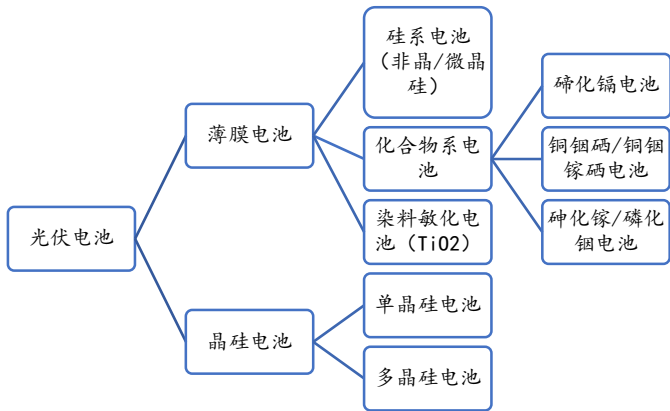 光伏电池
薄膜电池
晶硅电池
硅系电池
（非晶/微晶
硅）
化合物系电
池
染料敏化电
池（TiO2）
单晶硅电池
多晶硅电池
碲化镉电池
铜铟硒/铜铟
镓硒电池
砷化镓/磷化
铟电池